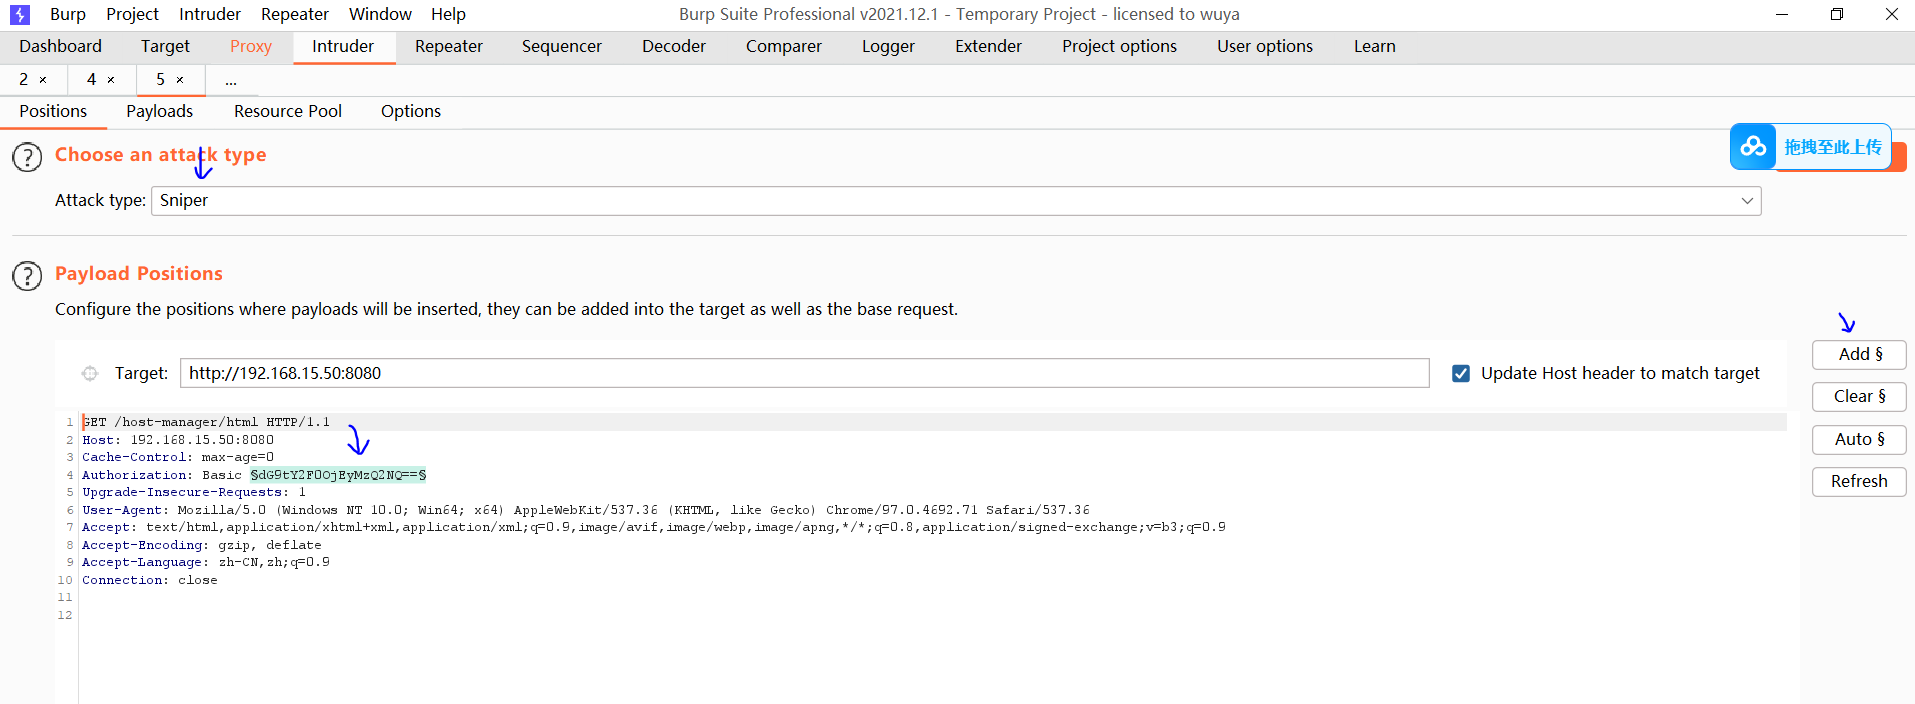 Burp Project Intruder Repeater Window Help Burp Suite Professional v2021.12.1 - Temporary Project - licensed to wuya
Dashboard Target Proxy Intruder Repeater Sequencer Decoder Comparer Logger Extender Project options User options Learn
2 × 4 × 5 × ...
Positions Payloads Resource Pool Options
Choose an attack type
拖拽至此上传
Attack type: Sniper
Payload Positions
Configure the positions where payloads will be inserted, they can be added into the target as well as the base request.
Target: http://192.168.15.50:8080 Update Host header to match target
Add §
Clear §
Auto §
Refresh
1 GET /host-manager/html HTTP/1.1
2 Host: 192.168.15.50:8080
3 Cache-Control: max-age=0
4 Authorization: Basic §dG9tY2F0OjEyMzQ2NQ==§
5 Upgrade-Insecure-Requests: 1
6 User-Agent: Mozilla/5.0 (Windows NT 10.0; Win64; x64) AppleWebKit/537.36 (KHTML, like Gecko) Chrome/97.0.4692.71 Safari/537.36
7 Accept: text/html,application/xhtml+xml,application/xml;q=0.9,image/avif,image/webp,image/apng,*/*;q=0.8,application/signed-exchange;v=b3;q=0.9
8 Accept-Encoding: gzip, deflate
9 Accept-Language: zh-CN,zh;q=0.9
10 Connection: close
11
12